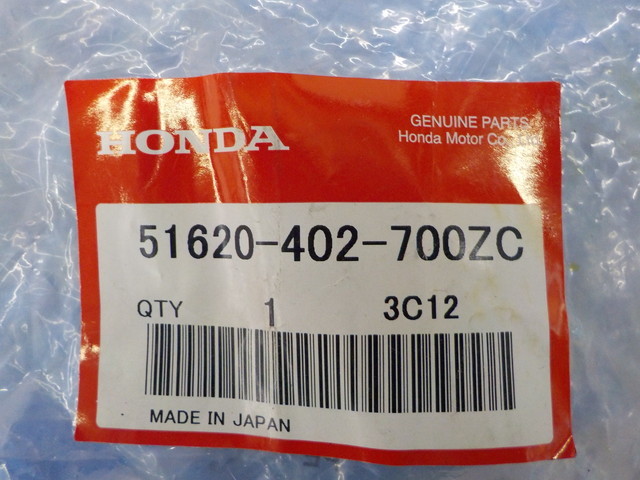 HONDA
GENUINE PARTS
Honda Motor Co.,
51620-402-700ZC
QTY 1 3C12
MADE IN JAPAN